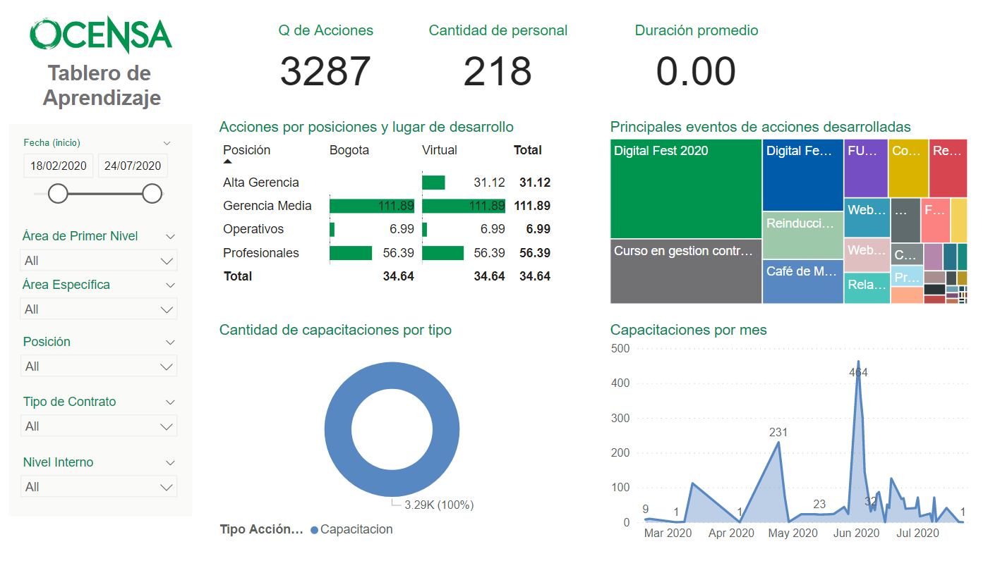 OCENSA
Tablero de
Aprendizaje
Fecha (inicio)
18/02/2020 24/07/2020
Área de Primer Nivel
All
Área Específica
All
Posición
All
Tipo de Contrato
All
Nivel Interno
All
Q de Acciones
3287
Cantidad de personal
218
Duración promedio
0.00
Acciones por posiciones y lugar de desarrollo
Posición Bogota Virtual Total
Alta Gerencia 31.12 31.12
Gerencia Media 111.89 111.89 111.89
Operativos 6.99 6.99 6.99
Profesionales 56.39 56.39 56.39
Total 34.64 34.64 34.64
Principales eventos de acciones desarrolladas
Digital Fest 2020
Curso en gestion contr...
Digital Fe...
Reinducci...
Café de M...
FU...
Co...
Re...
Web...
...
F...
Web...
C...
Pr...
Rela...
Cantidad de capacitaciones por tipo
3.29K (100%)
Tipo Acción... Capacitacion
Capacitaciones por mes
500
400
300
200
100
0
9
1
1
231
23
464
32
1
Mar 2020 Apr 2020 May 2020 Jun 2020 Jul 2020